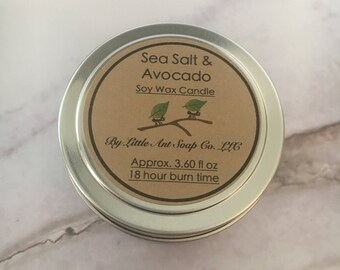 Sea Salt &
Avocado
Soy Wax Candle
By Little Ant Soap Co. LLC
Approx. 3.60 fl oz
18 hour burn time